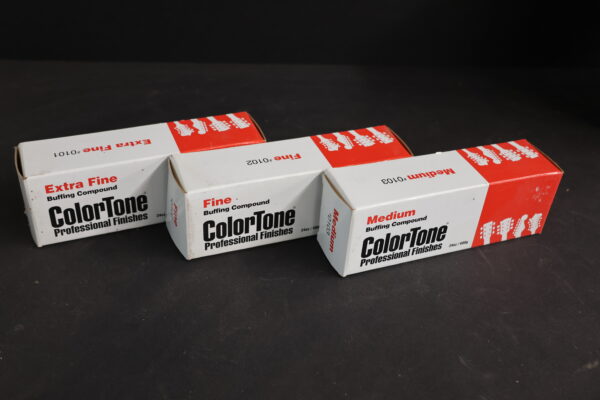 Extra Fine #0101
Extra Fine
Buffing Compound
ColorTone
Professional Finishes
Fine #0102
Fine
Buffing Compound
ColorTone
Professional Finishes
Medium #0103
Medium
Buffing Compound
ColorTone
Professional Finishes
Medium
#0103